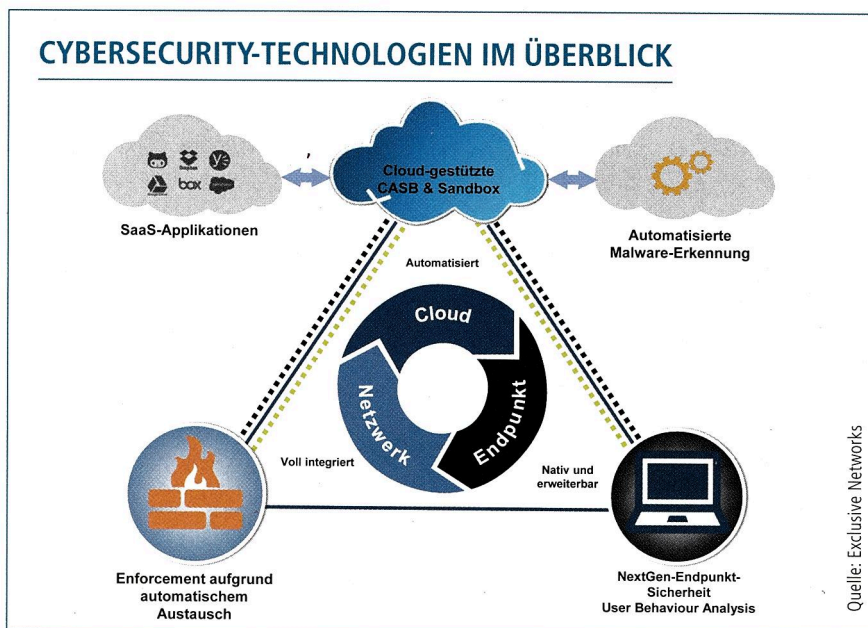 CYBERSECURITY-TECHNOLOGIEN IM ÜBERBLICK
Dropbox
box
SaaS-Applikationen
Cloud-gestützte
CASB & Sandbox
Automatisierte
Malware-Erkennung
Automatisiert
Cloud
Netzwerk
Endpunkt
Voll integriert
Nativ und
erweiterbar
Enforcement aufgrund
automatischem
Austausch
NextGen-Endpunkt-
Sicherheit
User Behaviour Analysis
Quelle: Exclusive Networks